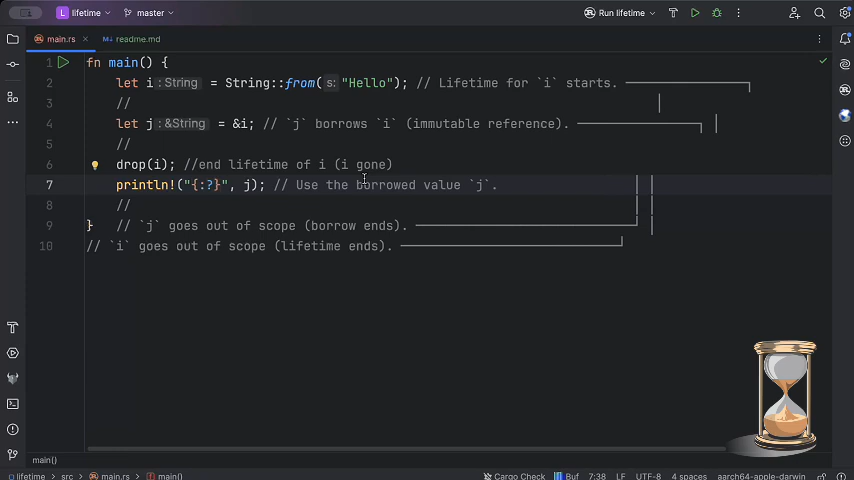 L lifetime master Run lifetime
main.rs readme.md
1 fn main() {
2 let i: String = String::from(s: "Hello"); // Lifetime for `i` starts.
3 //
4 let j: &String = &i; // `j` borrows `i` (immutable reference).
5 //
6 drop(i); //end lifetime of i (i gone)
7 println!("{:?}", j); // Use the borrowed value `j`.
8 //
9 } // `j` goes out of scope (borrow ends).
10 // `i` goes out of scope (lifetime ends).
main()
lifetime src main.rs main() Cargo Check Buf 7:38 LF UTF-8 4 spaces aarch64-apple-darwin